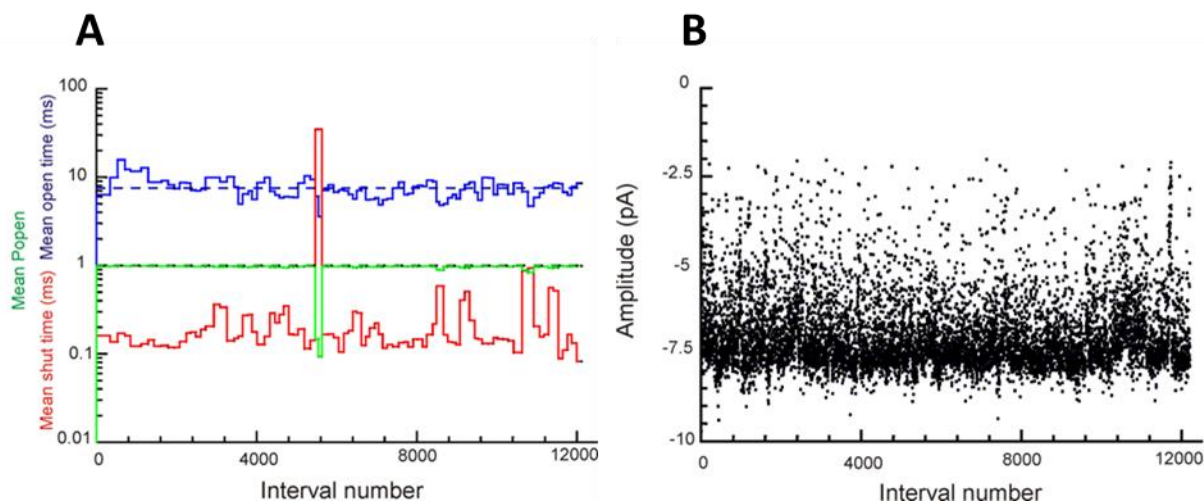 A
Mean Popen
Mean shut time (ms)
Mean open time (ms)
100
10
1
0.1
0.01
0
4000
8000
12000
Interval number
B
Amplitude (pA)
0
-2.5
-5
-7.5
-10
0
4000
8000
12000
Interval number